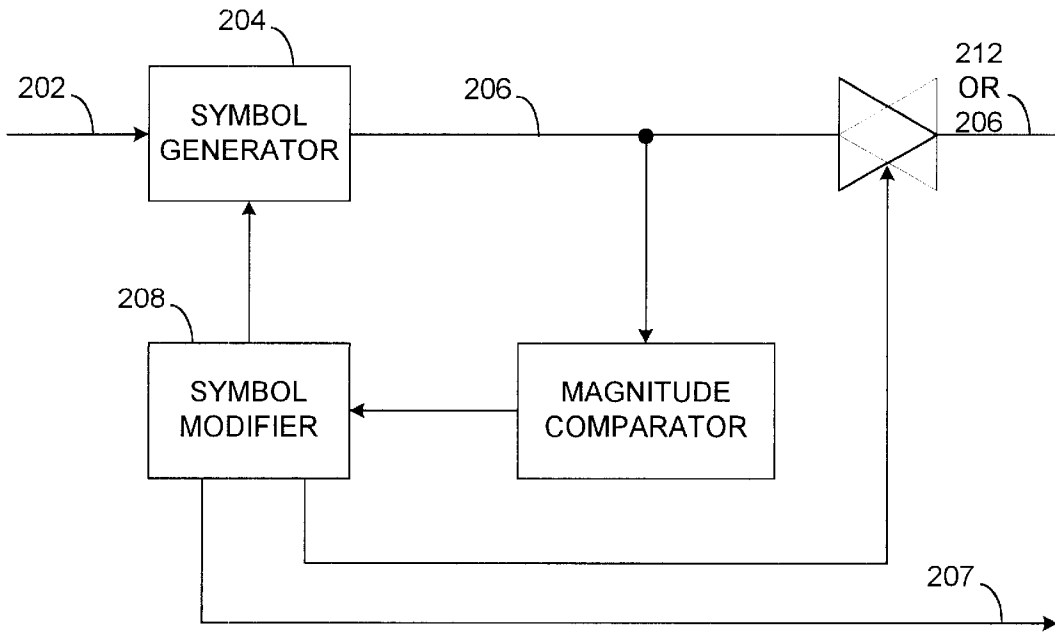 204
202
SYMBOL
GENERATOR
206
212
OR
206
208
SYMBOL
MODIFIER
MAGNITUDE
COMPARATOR
207